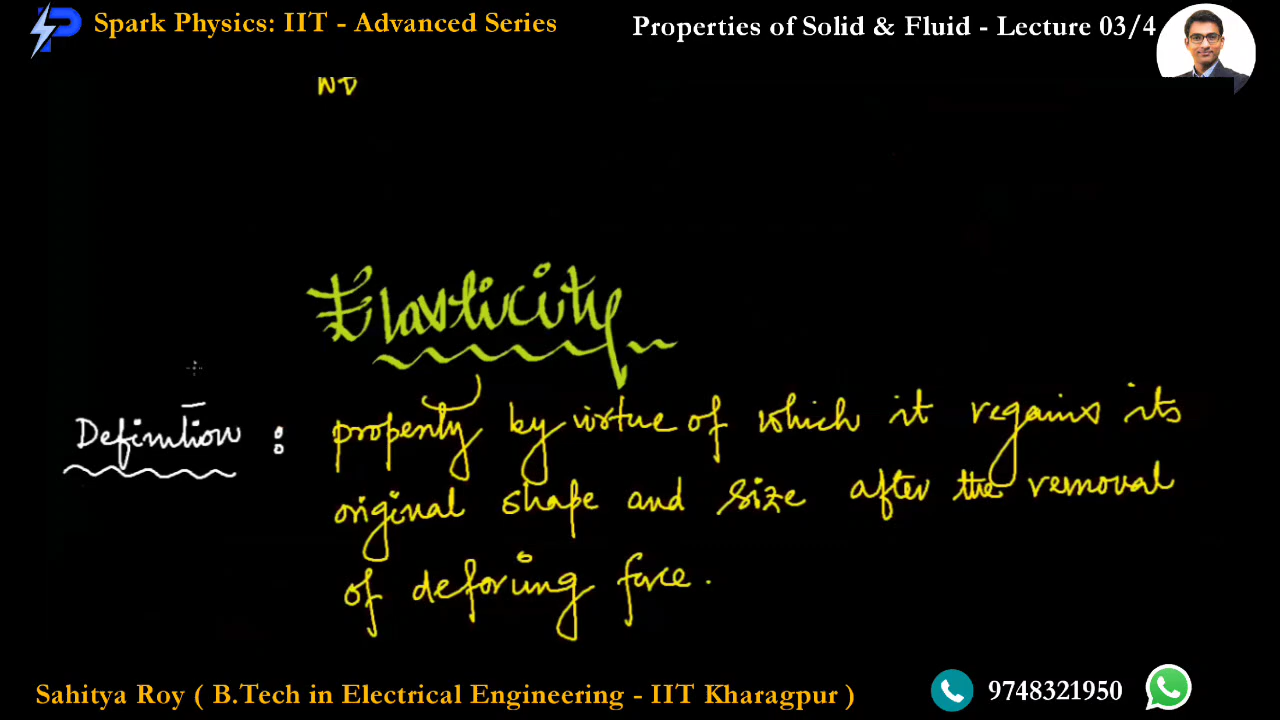 Spark Physics: IIT - Advanced Series
Properties of Solid & Fluid - Lecture 03/4
ND
Elasticity
Definition : property by virtue of which it regains its
original shape and size after the removal
of deforing force.
Sahitya Roy ( B.Tech in Electrical Engineering - IIT Kharagpur )
9748321950